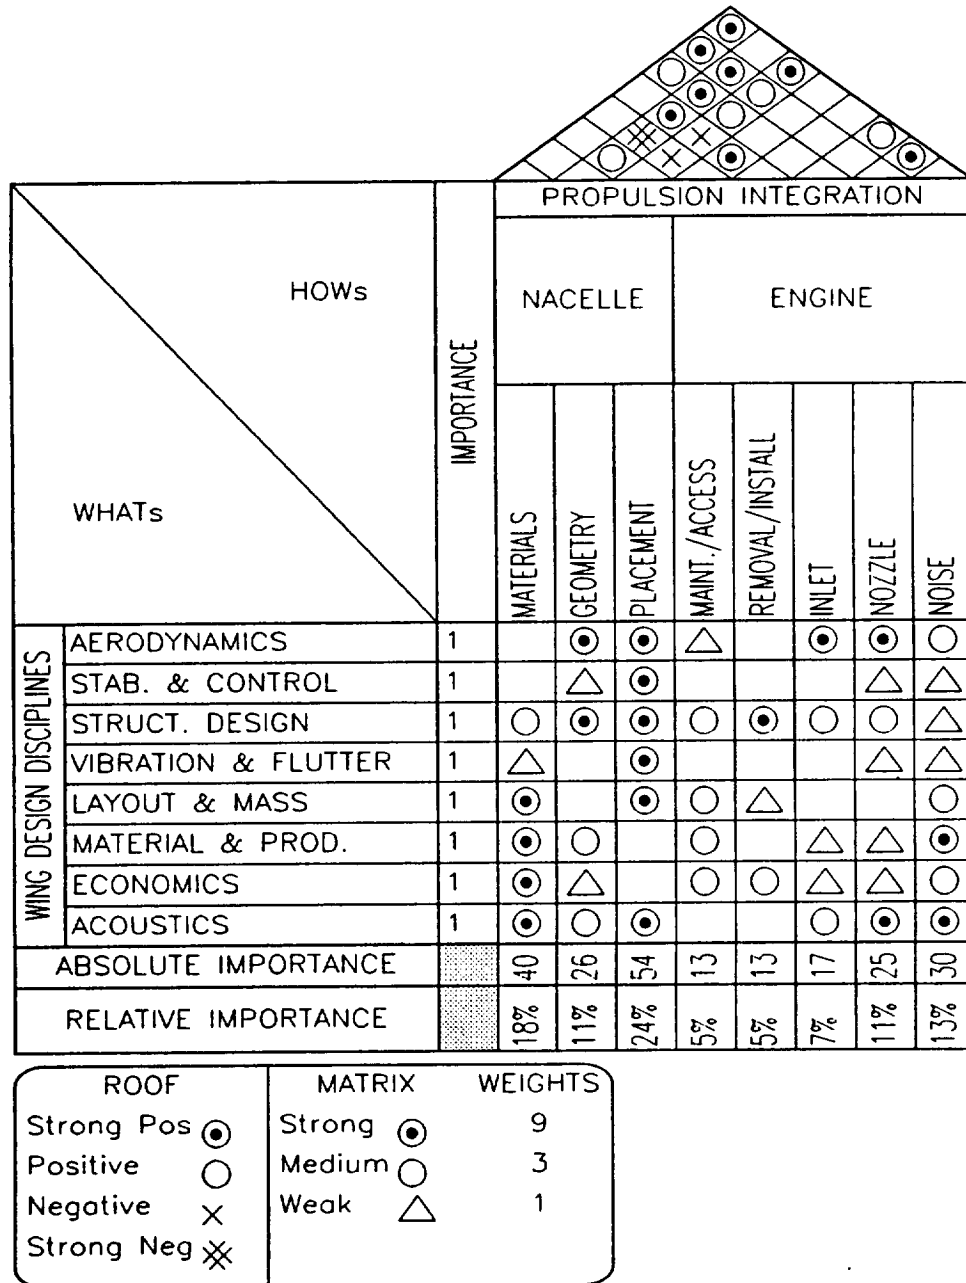 PROPULSION INTEGRATION
HOWs
WHATs
IMPORTANCE
NACELLE
ENGINE
MATERIALS
GEOMETRY
PLACEMENT
MAINT./ACCESS
REMOVAL/INSTALL
INLET
NOZZLE
NOISE
WING DESIGN DISCIPLINES
AERODYNAMICS 1
STAB. & CONTROL 1
STRUCT. DESIGN 1
VIBRATION & FLUTTER 1
LAYOUT & MASS 1
MATERIAL & PROD. 1
ECONOMICS 1
ACOUSTICS 1
ABSOLUTE IMPORTANCE 40 26 54 13 13 17 25 30
RELATIVE IMPORTANCE 18% 11% 24% 5% 5% 7% 11% 13%
ROOF
Strong Pos
Positive
Negative
Strong Neg
MATRIX WEIGHTS
Strong 9
Medium 3
Weak 1